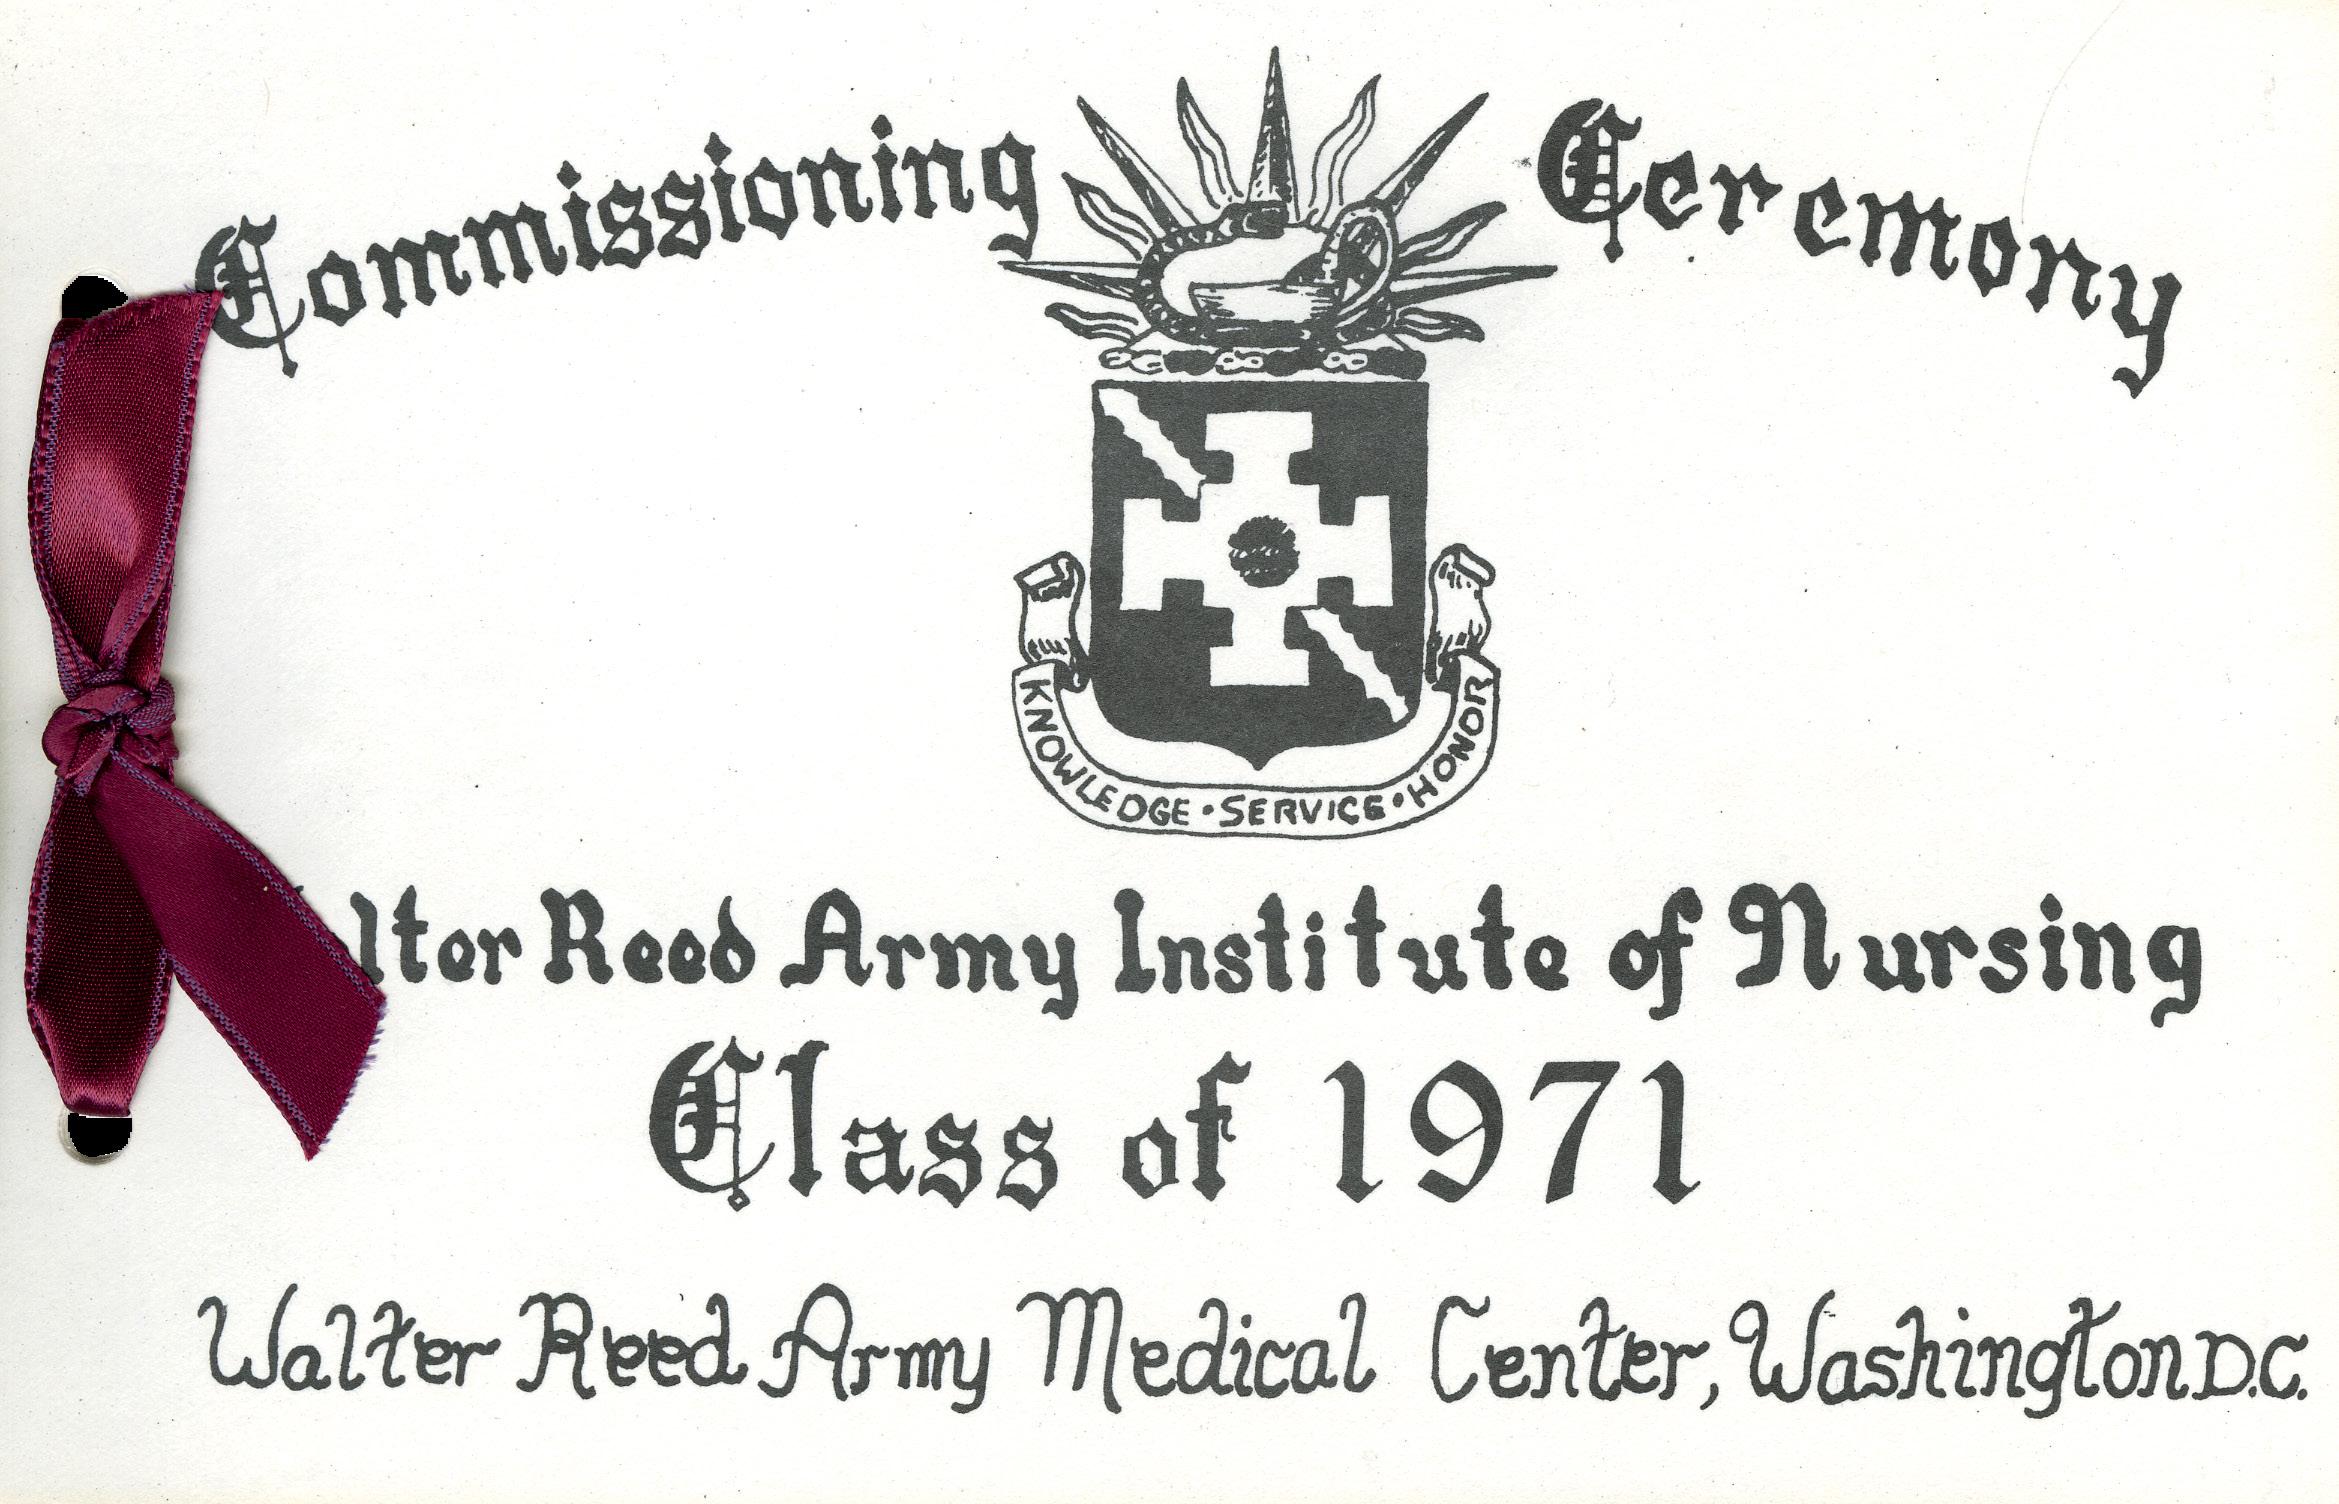 Commissioning Ceremony
KNOWLEDGE · SERVICE · HONOR
Reed Army Institute of Nursing
Class of 1971
Walter Reed Army Medical Center, Washington D.C.